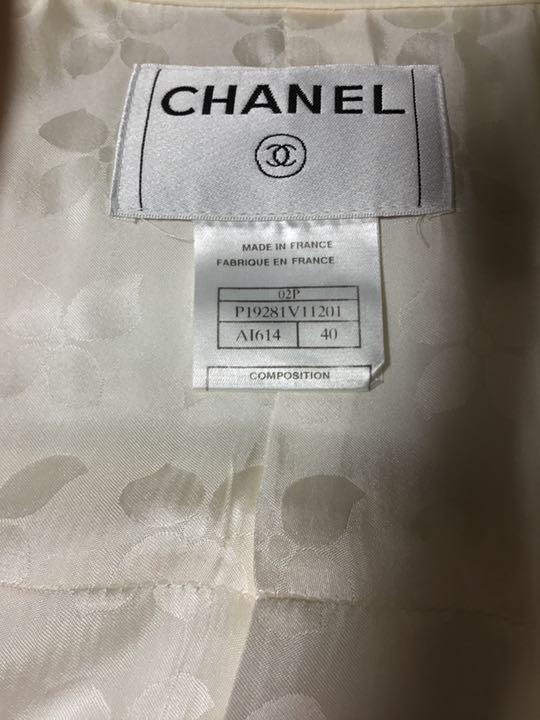 CHANEL
MADE IN FRANCE
FABRIQUE EN FRANCE
02P
P19281V11201
AI614 40
COMPOSITION